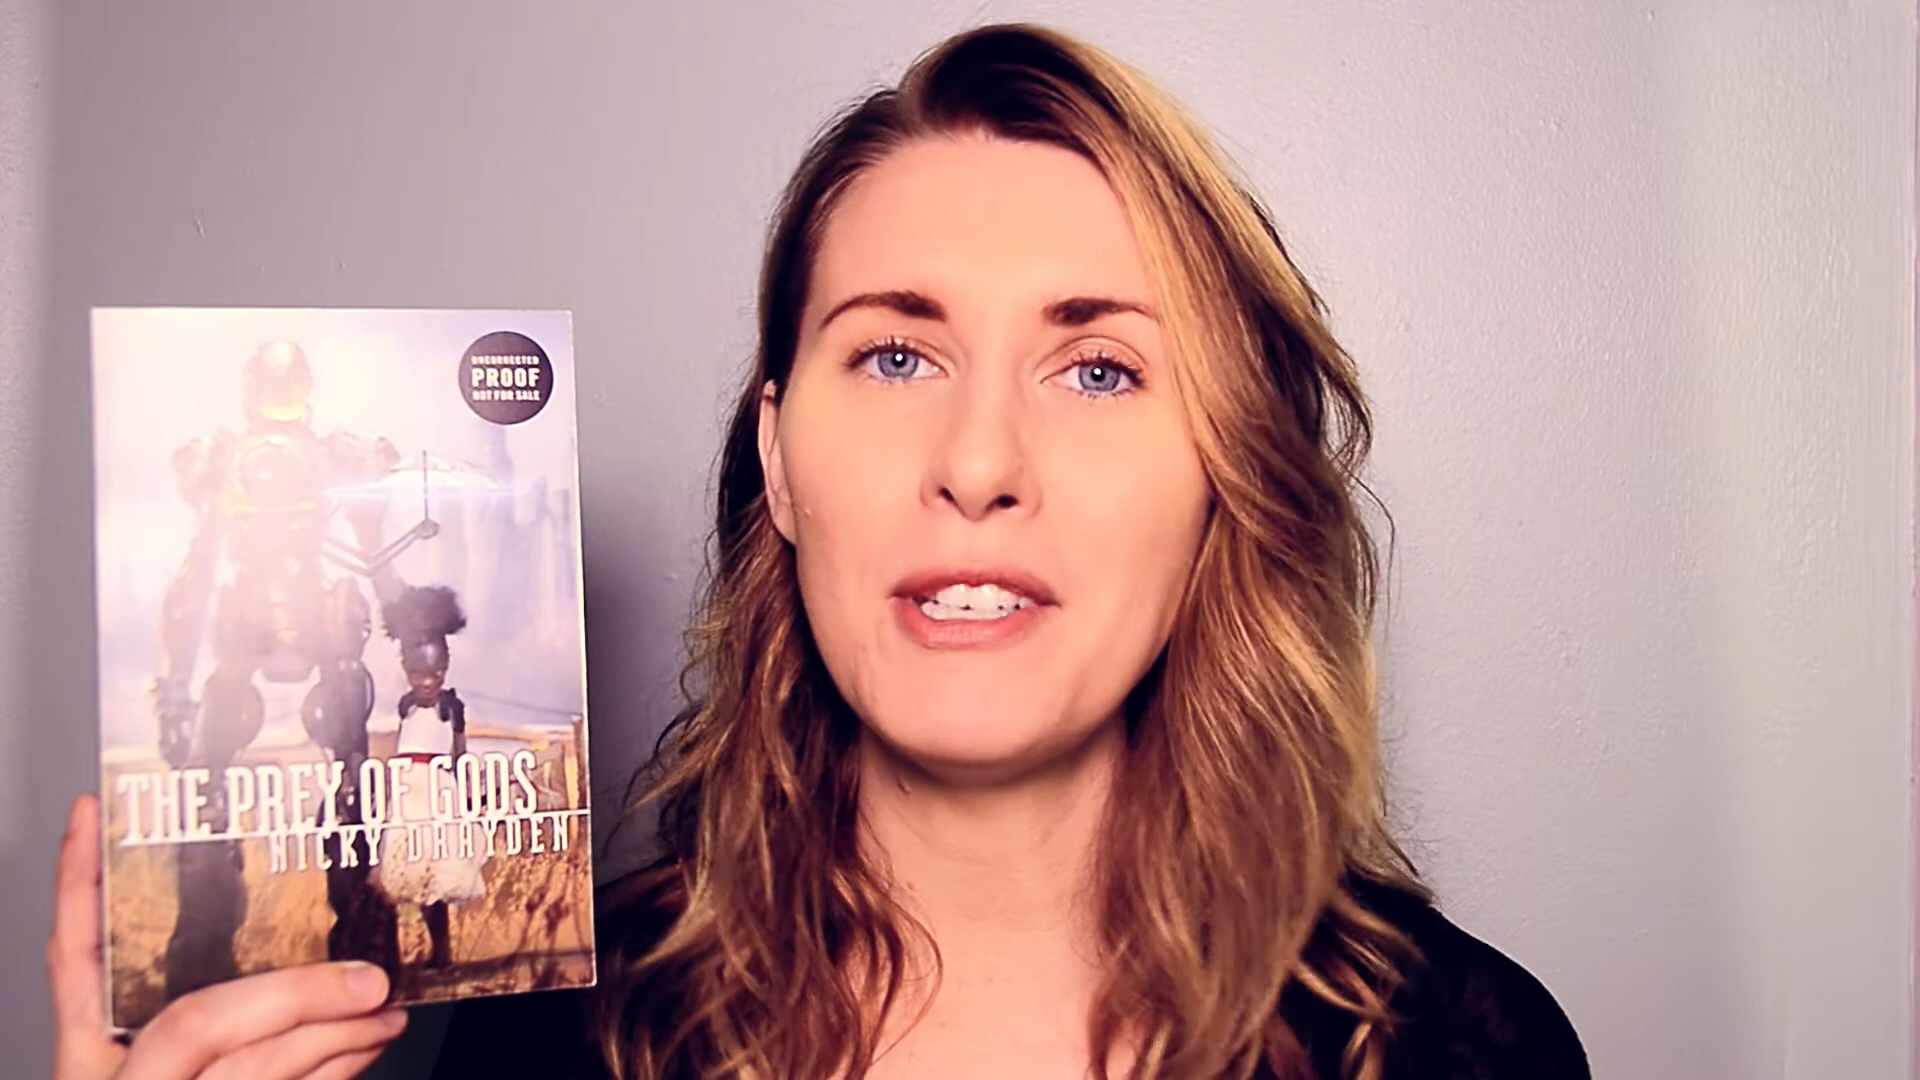 UNCORRECTED
PROOF
NOT FOR SALE
THE PREY OF GODS
NICKY DRAYDEN